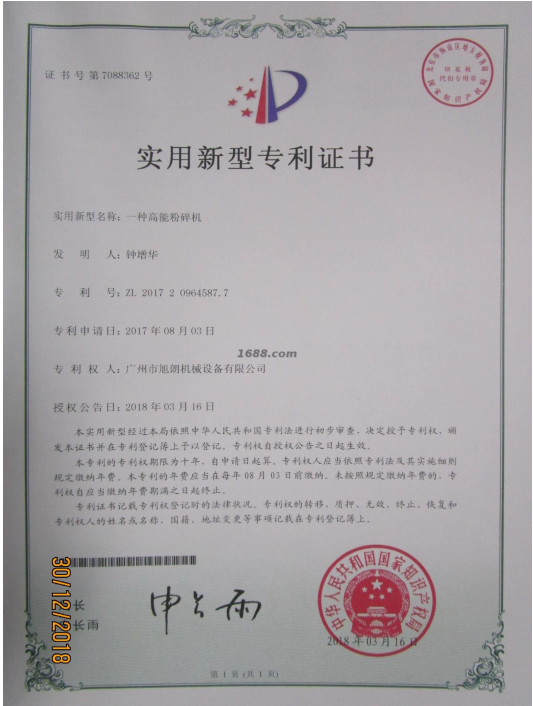 证书号第7088362号
实用新型专利证书
实用新型名称：一种高能粉碎机
发 明 人：钟增华
专 利 号：ZL 2017 2 0964587.7
专利申请日：2017年08月03日
1688.com
专 利 权 人：广州市旭朗机械设备有限公司
授权公告日：2018年03月16日
本实用新型经过本局依照中华人民共和国专利法进行初步审查，决定授予专利权，颁
发本证书并在专利登记簿上予以登记。专利权自授权公告之日起生效。
本专利的专利权期限为十年，自申请日起算。专利权人应当依照专利法及其实施细则
规定缴纳年费。本专利的年费应当在每年08月03日前缴纳。未按照规定缴纳年费的，专
利权自应当缴纳年费期满之日起终止。
专利证书记载专利权登记时的法律状况。专利权的转移、质押、无效、终止、恢复和
专利权人的姓名或名称、国籍、地址变更等事项记载在专利登记簿上。
30/12/2018
长
长雨
申长雨
中华人民共和国国家知识产权局
2018年03月16日
第1页（共1页）